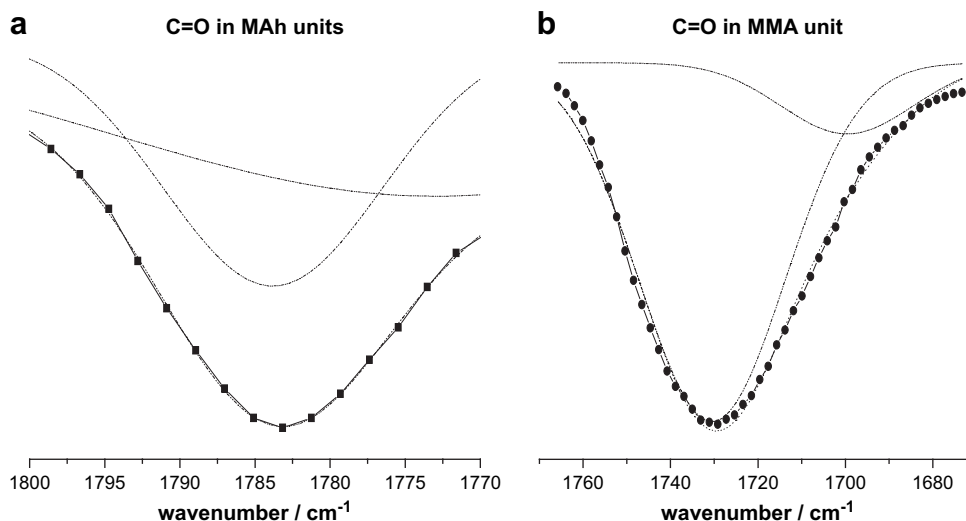 a
C=O in MAh units
1800 1795 1790 1785 1780 1775 1770
wavenumber / cm-1
b
C=O in MMA unit
1760 1740 1720 1700 1680
wavenumber / cm-1